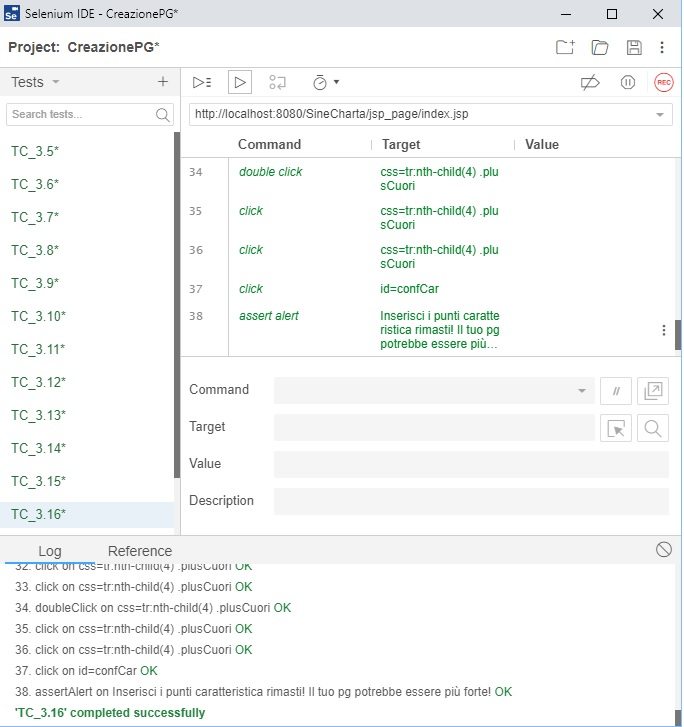 Se Selenium IDE - CreazionePG*
Project: CreazionePG*
Tests
+
Search tests...
http://localhost:8080/SineCharta/jsp_page/index.jsp
REC
Command Target Value
TC_3.5*
TC_3.6*
TC_3.7*
TC_3.8*
TC_3.9*
TC_3.10*
TC_3.11*
TC_3.12*
TC_3.13*
TC_3.14*
TC_3.15*
TC_3.16*
34 double click css=tr:nth-child(4) .plu
sCuori
35 click css=tr:nth-child(4) .plu
sCuori
36 click css=tr:nth-child(4) .plu
sCuori
37 click id=confCar
38 assert alert Inserisci i punti caratte
ristica rimasti! Il tuo pg
potrebbe essere più...
Command
//
Target
Value
Description
Log Reference
32. click on css=tr:nth-child(4) .plusCuori OK
33. click on css=tr:nth-child(4) .plusCuori OK
34. doubleClick on css=tr:nth-child(4) .plusCuori OK
35. click on css=tr:nth-child(4) .plusCuori OK
36. click on css=tr:nth-child(4) .plusCuori OK
37. click on id=confCar OK
38. assertAlert on Inserisci i punti caratteristica rimasti! Il tuo pg potrebbe essere più forte! OK
'TC_3.16' completed successfully